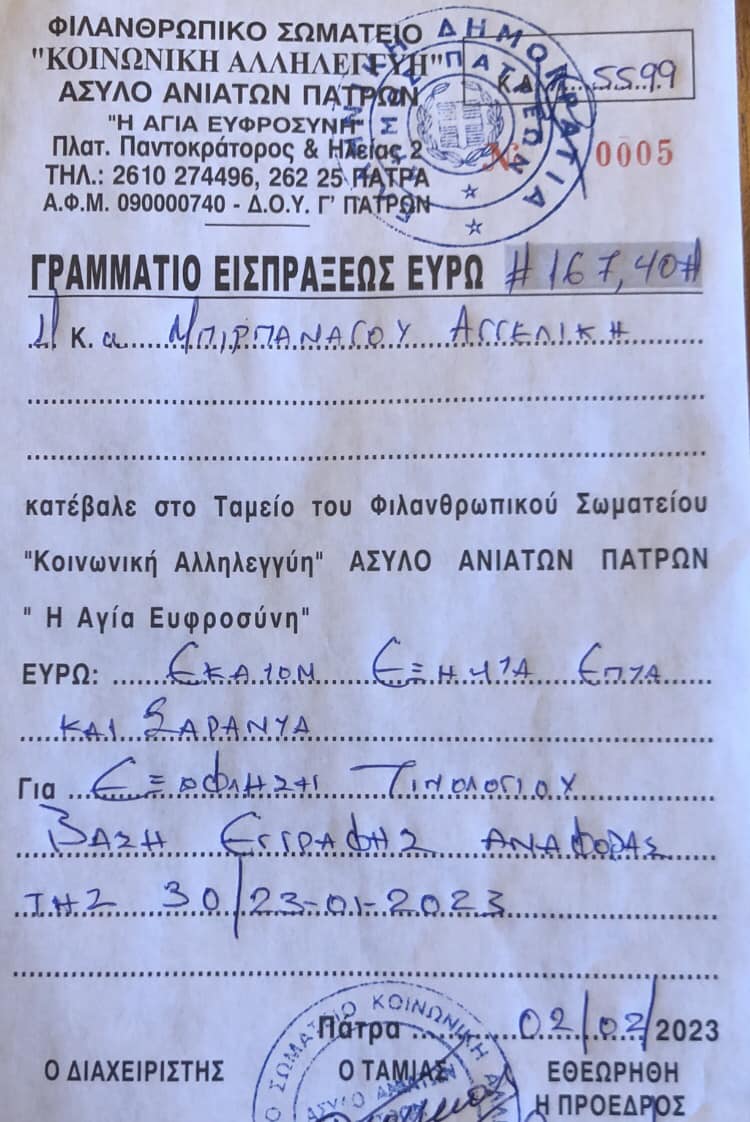 ΦΙΛΑΝΘΡΩΠΙΚΟ ΣΩΜΑΤΕΙΟ
"ΚΟΙΝΩΝΙΚΗ ΑΛΛΗΛΕΓΓΥΗ"
ΑΣΥΛΟ ΑΝΙΑΤΩΝ ΠΑΤΡΩΝ
"Η ΑΓΙΑ ΕΥΦΡΟΣΥΝΗ"
Πλατ. Παντοκράτορος & Ηλείας 2
ΤΗΛ.: 2610 274496, 262 25 ΠΑΤΡΑ
Α.Φ.Μ. 090000740 - Δ.Ο.Υ. Γ' ΠΑΤΡΩΝ
Κ.Α. 5599
Νº 0005
ΓΡΑΜΜΑΤΙΟ ΕΙΣΠΡΑΞΕΩΣ ΕΥΡΩ #167,40#
Η Κ. α ΜΠΙΡΠΑΝΑΓΟΥ ΑΓΓΕΛΙΚΗ
κατέβαλε στο Ταμείο του Φιλανθρωπικού Σωματείου
"Κοινωνική Αλληλεγγύη" ΑΣΥΛΟ ΑΝΙΑΤΩΝ ΠΑΤΡΩΝ
" Η Αγία Ευφροσύνη"
ΕΥΡΩ: ΕΚΑΤΟΝ ΕΞΗΝΤΑ ΕΠΤΑ
ΚΑΙ ΣΑΡΑΝΤΑ
Για ΕΞΟΦΛΗΣΗ ΤΙΜΟΛΟΓΙΟΥ
ΒΑΣΗ ΕΓΓΡΑΦΗΣ ΑΝΑΦΟΡΑΣ
ΤΗΣ 30/23-01-2023
Πάτρα 02/02/2023
Ο ΔΙΑΧΕΙΡΙΣΤΗΣ Ο ΤΑΜΙΑΣ ΕΘΕΩΡΗΘΗ
Η ΠΡΟΕΔΡΟΣ